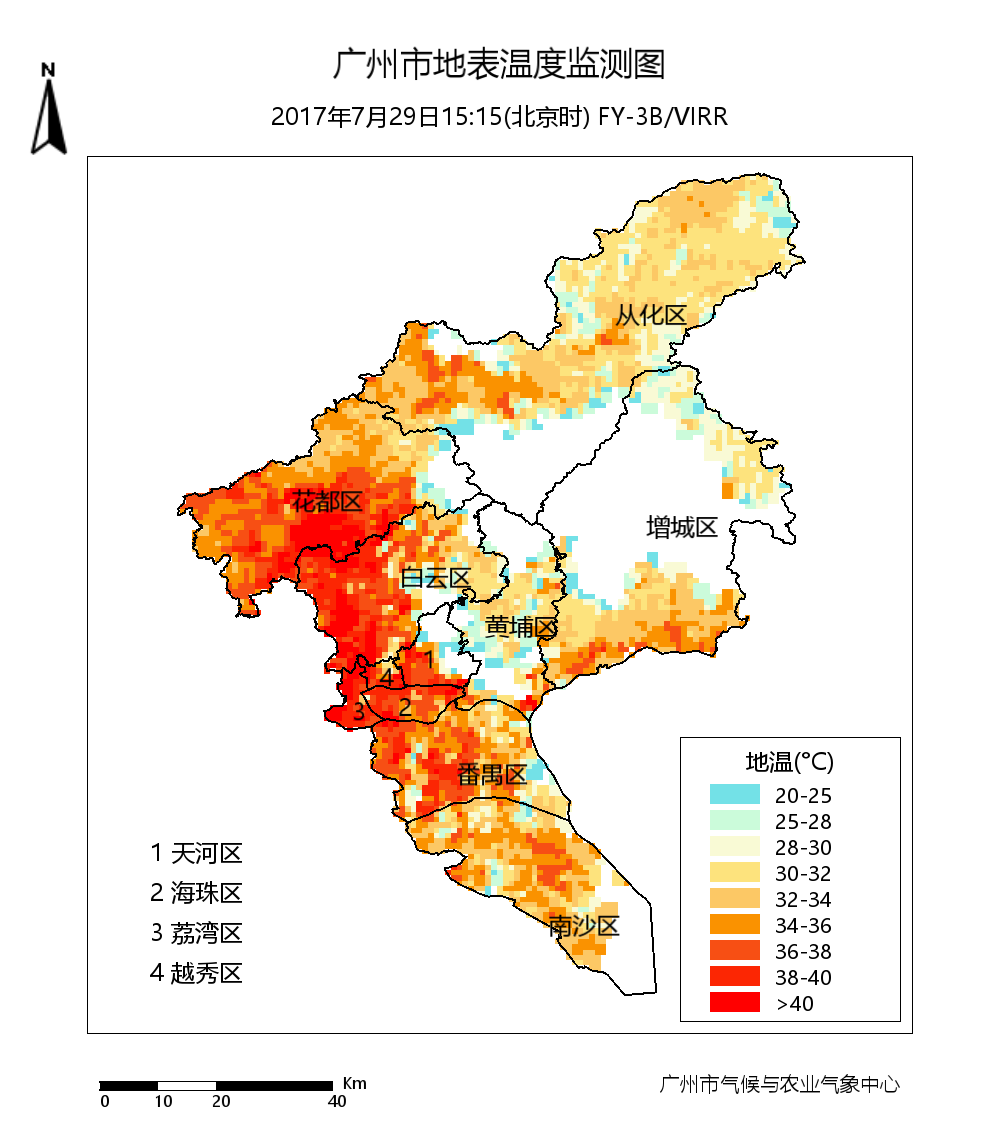 广州市地表温度监测图
N
2017年7月29日15:15(北京时) FY-3B/VIRR
从化区
花都区
增城区
白云区
黄埔区
1
4
3
2
番禺区
南沙区
地温(°C)
20-25
25-28
28-30
30-32
32-34
34-36
36-38
38-40
>40
1 天河区
2 海珠区
3 荔湾区
4 越秀区
Km
0 10 20 40
广州市气候与农业气象中心